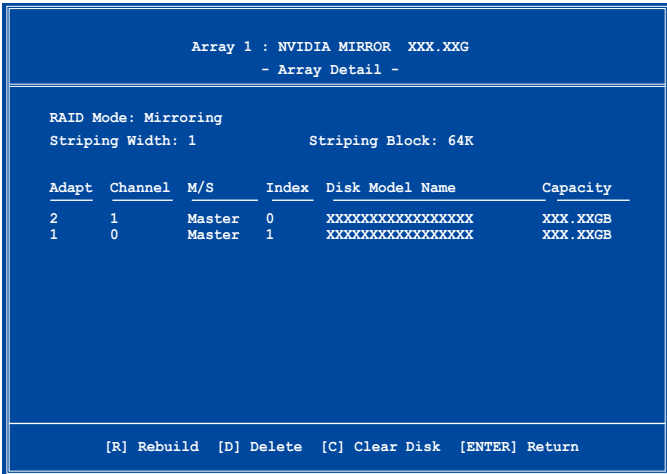 Array 1 : NVIDIA MIRROR XXX.XXG
- Array Detail -
RAID Mode: Mirroring
Striping Width: 1 Striping Block: 64K
Adapt Channel M/S Index Disk Model Name Capacity
2 1 Master 0 XXXXXXXXXXXXXXXXX XXX.XXGB
1 0 Master 1 XXXXXXXXXXXXXXXXX XXX.XXGB
[R] Rebuild [D] Delete [C] Clear Disk [ENTER] Return